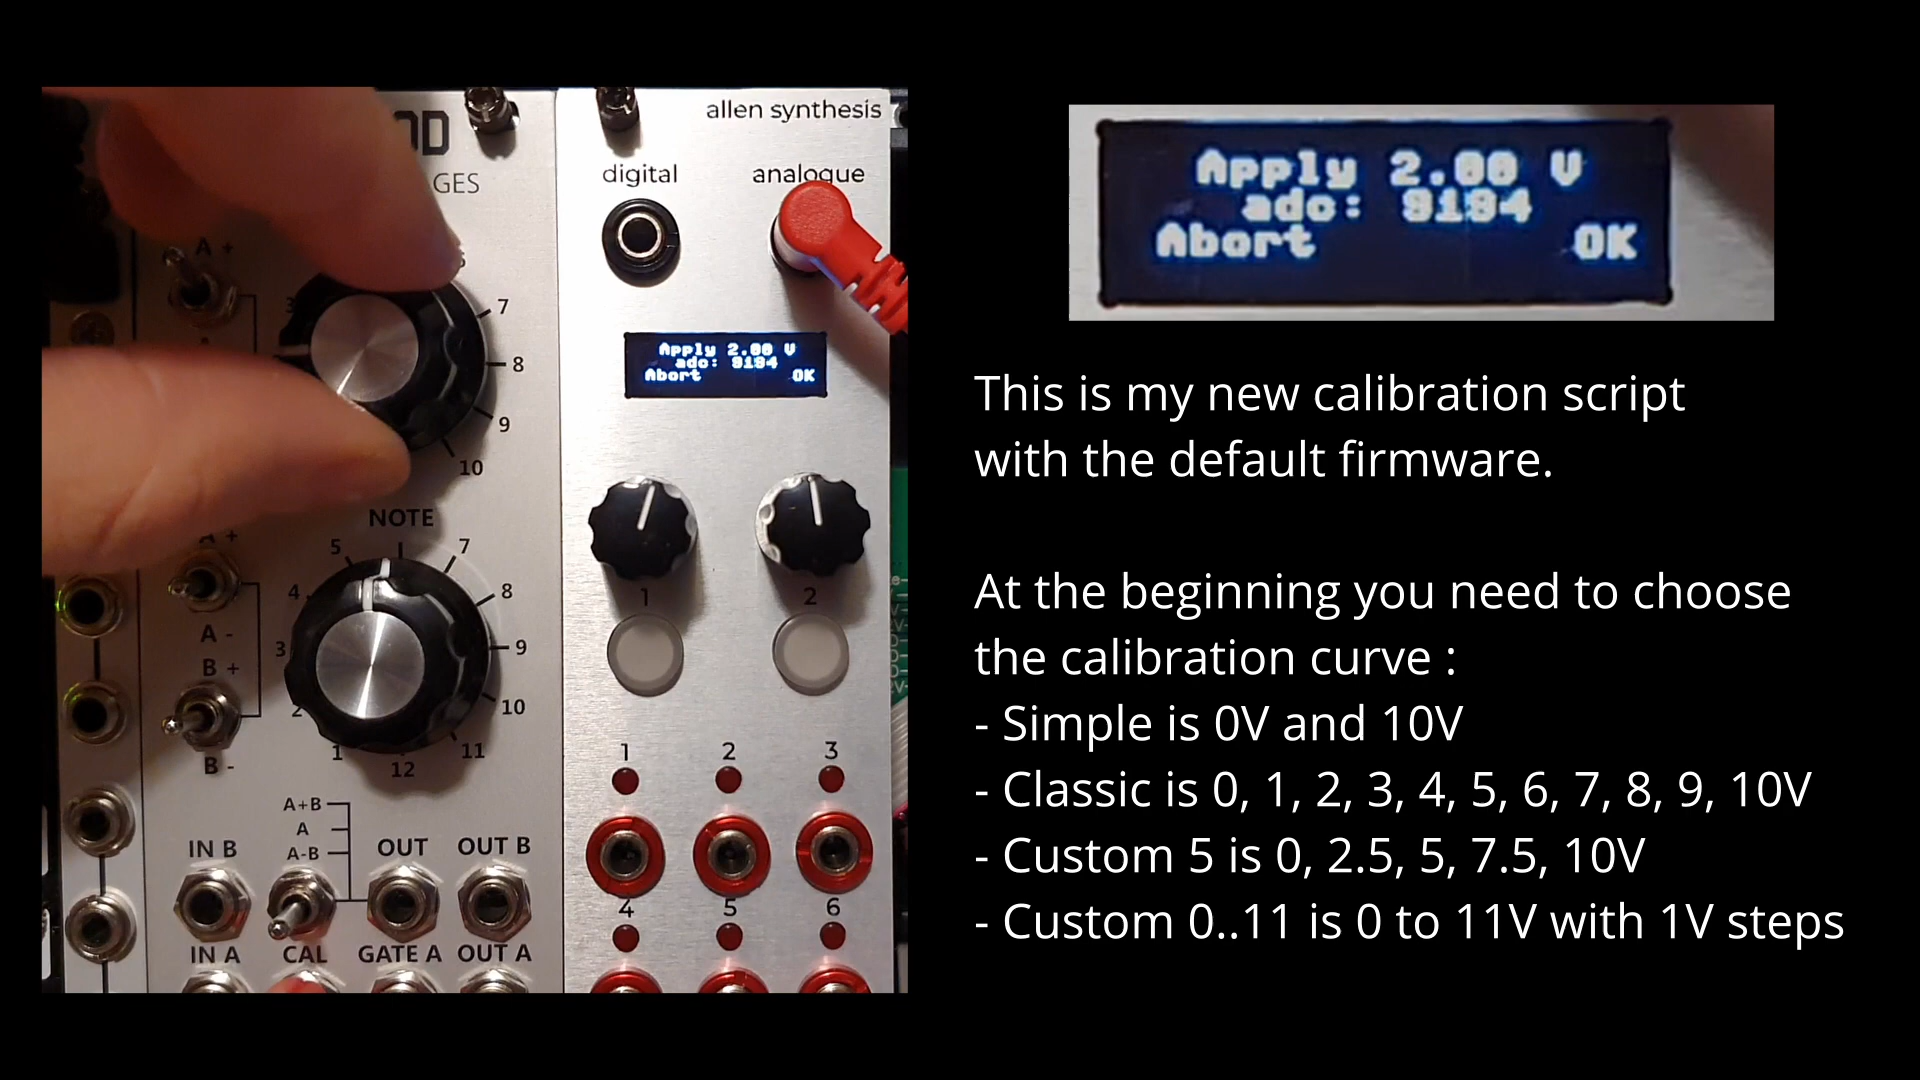 OD
GES
A +
3
7
8
9
10
NOTE
A +
5
7
4
8
A -
3
9
B +
2
10
1
11
B -
12
A+B
A
A-B
IN B
OUT
OUT B
IN A
CAL
GATE A
OUT A
allen synthesis
digital
analogue
Apply 2.00 V
adc: 9194
Abort OK
1
2
1
2
3
4
5
6
Apply 2.00 V
adc: 9194
Abort OK
This is my new calibration script
with the default firmware.
At the beginning you need to choose
the calibration curve :
- Simple is 0V and 10V
- Classic is 0, 1, 2, 3, 4, 5, 6, 7, 8, 9, 10V
- Custom 5 is 0, 2.5, 5, 7.5, 10V
- Custom 0..11 is 0 to 11V with 1V steps